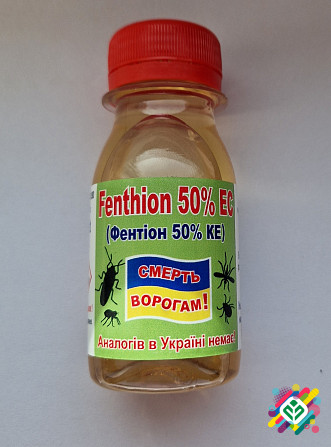 Fenthion 50% EC
(Фентіон 50% КЕ)
СМЕРТЬ
ВОРОГАМ!
Аналогів в Україні немає!